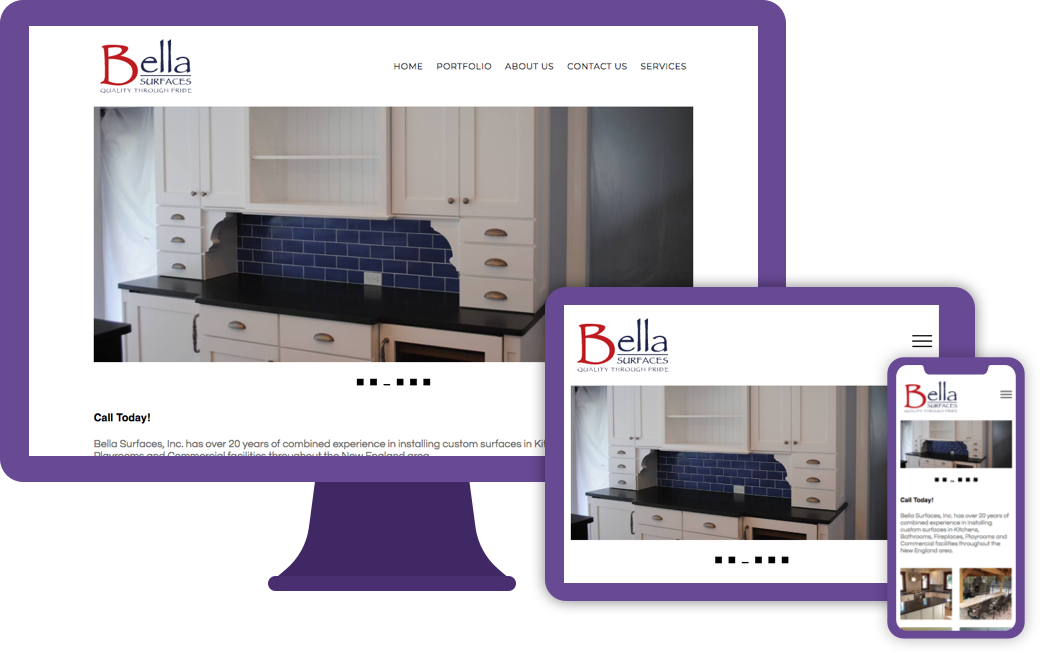 Bella
SURFACES
QUALITY THROUGH PRIDE
HOME PORTFOLIO ABOUT US CONTACT US SERVICES
Call Today!
Bella Surfaces, Inc. has over 20 years of combined experience in installing custom surfaces in Kit
Playrooms and Commercial facilities throughout the New England area.
Bella
SURFACES
QUALITY THROUGH PRIDE
Bella
SURFACES
QUALITY THROUGH PRIDE
Call Today!
Bella Surfaces, Inc. has over 20 years of
combined experience in installing
custom surfaces in Kitchens,
Bathrooms, Fireplaces, Playrooms and
Commercial facilities throughout the
New England area.